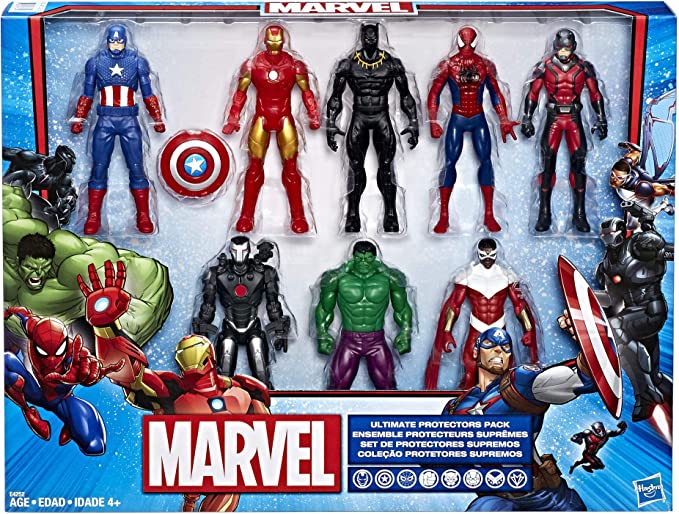 MARVEL
MARVEL
ULTIMATE PROTECTORS PACK
ENSEMBLE PROTECTEURS SUPRÊMES
SET DE PROTECTORES SUPREMOS
COLEÇÃO PROTETORES SUPREMOS
E4252
AGE • EDAD • IDADE 4+
Hasbro